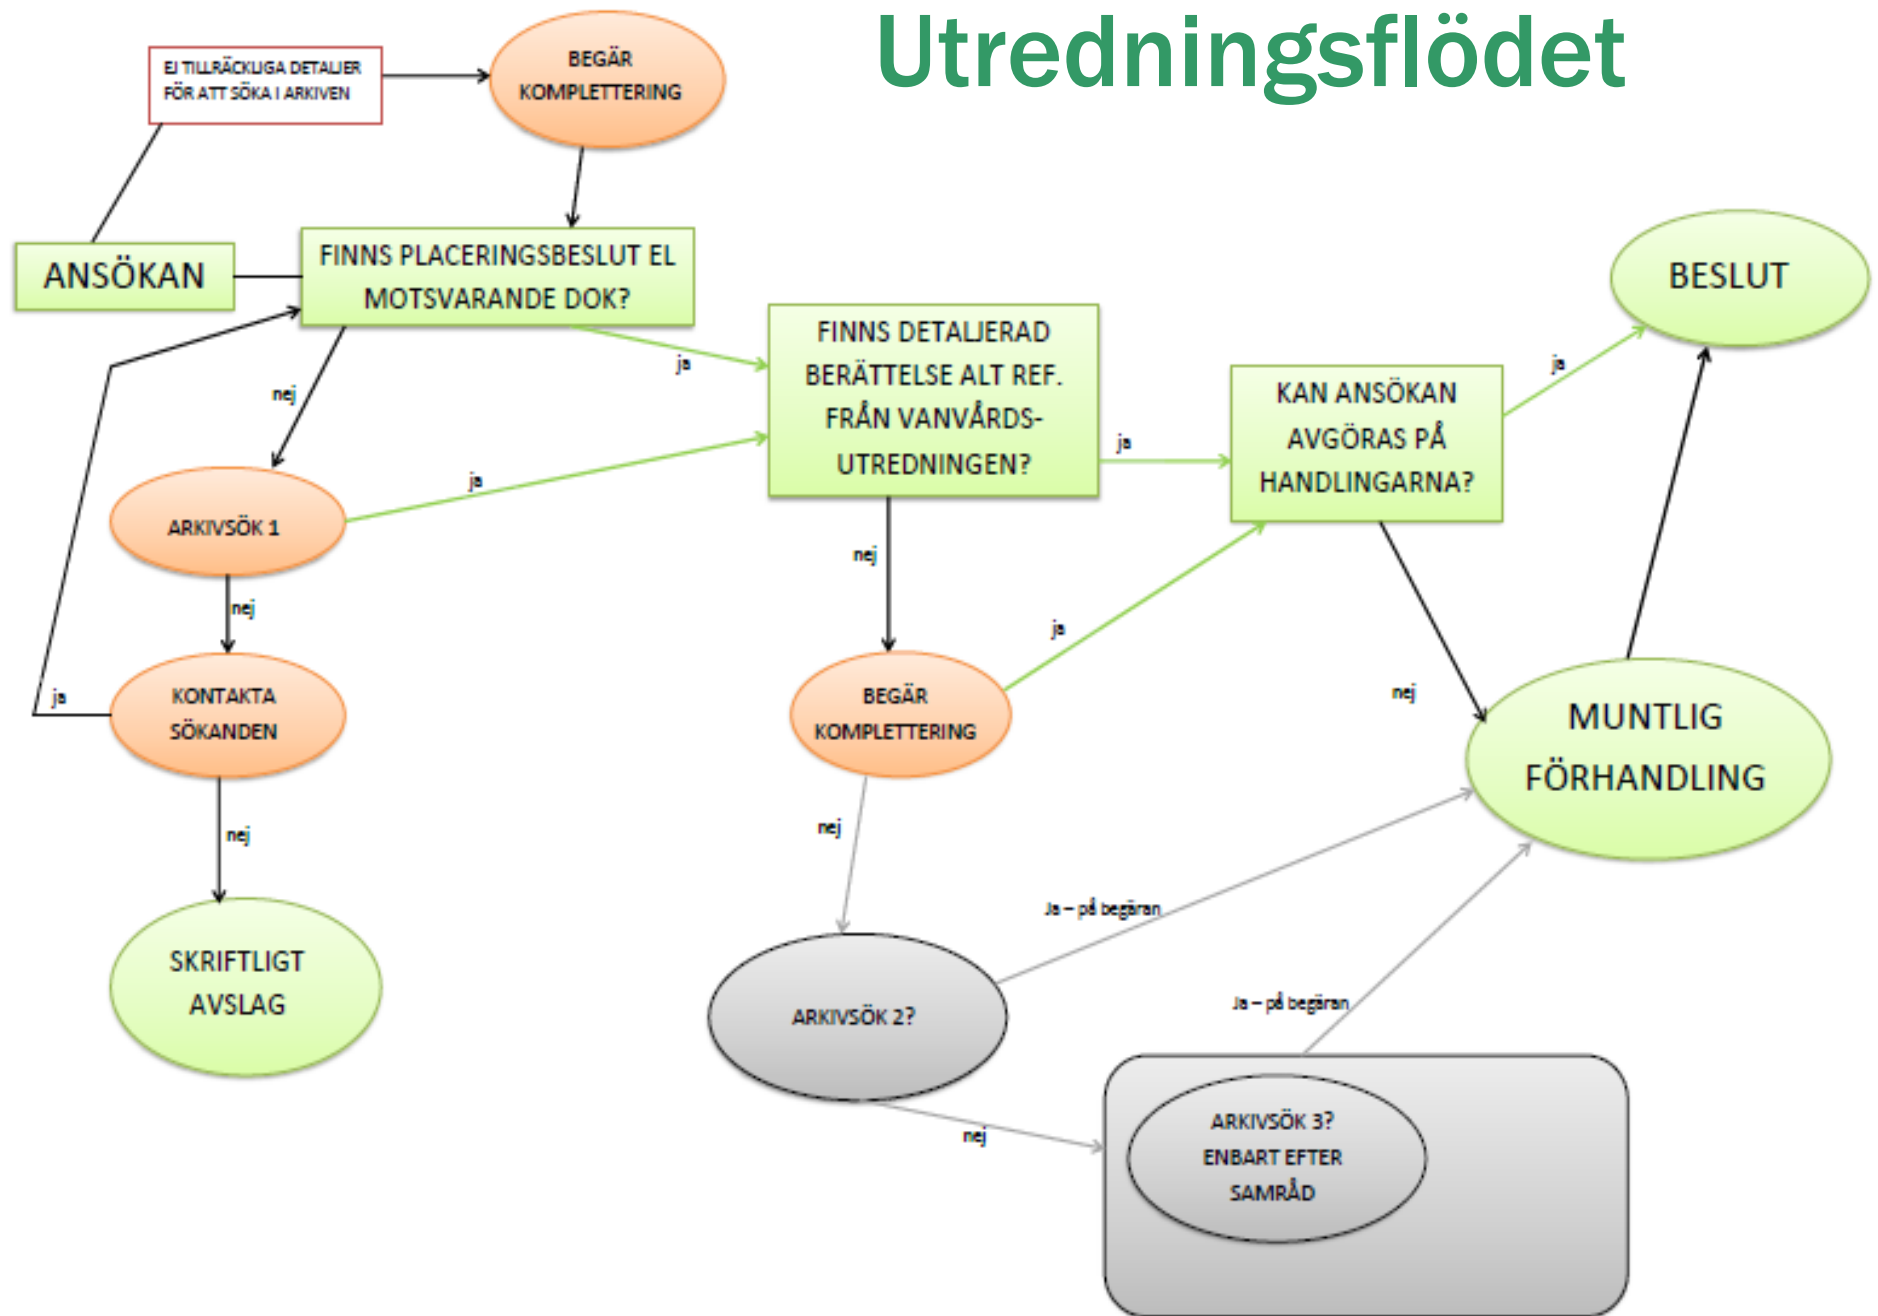 Utredningsflödet
EJ TILLRÄCKLIGA DETALJER
FÖR ATT SÖKA I ARKIVEN
BEGÄR
KOMPLETTERING
ANSÖKAN
FINNS PLACERINGSBESLUT EL
MOTSVARANDE DOK?
BESLUT
FINNS DETALJERAD
BERÄTTELSE ALT REF.
FRÅN VANVÅRDS-
UTREDNINGEN?
KAN ANSÖKAN
AVGÖRAS PÅ
HANDLINGARNA?
ja
ja
nej
ja
ja
ARKIVSÖK 1
nej
nej
ja
ja
KONTAKTA
SÖKANDEN
BEGÄR
KOMPLETTERING
nej
MUNTLIG
FÖRHANDLING
nej
nej
Ja – på begäran
SKRIFTLIGT
AVSLAG
ARKIVSÖK 2?
Ja – på begäran
nej
ARKIVSÖK 3?
ENBART EFTER
SAMRÅD